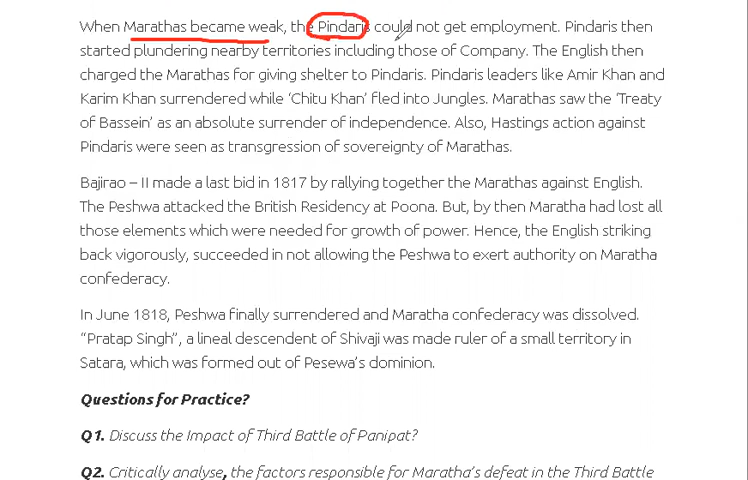 When Marathas became weak, the Pindaris could not get employment. Pindaris then
started plundering nearby territories including those of Company. The English then
charged the Marathas for giving shelter to Pindaris. Pindaris leaders like Amir Khan and
Karim Khan surrendered while ‘Chitu Khan’ fled into Jungles. Marathas saw the ‘Treaty
of Bassein’ as an absolute surrender of independence. Also, Hastings action against
Pindaris were seen as transgression of sovereignty of Marathas.
Bajirao – II made a last bid in 1817 by rallying together the Marathas against English.
The Peshwa attacked the British Residency at Poona. But, by then Maratha had lost all
those elements which were needed for growth of power. Hence, the English striking
back vigorously, succeeded in not allowing the Peshwa to exert authority on Maratha
confederacy.
In June 1818, Peshwa finally surrendered and Maratha confederacy was dissolved.
“Pratap Singh”, a lineal descendent of Shivaji was made ruler of a small territory in
Satara, which was formed out of Pesewa’s dominion.
Questions for Practice?
Q1. Discuss the Impact of Third Battle of Panipat?
Q2. Critically analyse, the factors responsible for Maratha’s defeat in the Third Battle